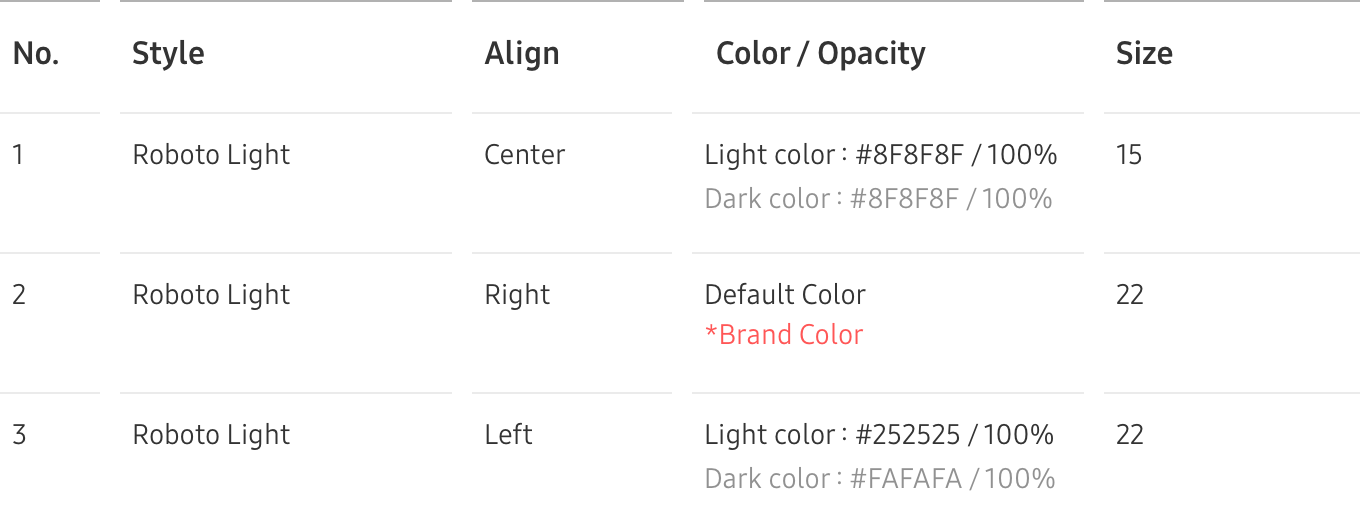 No. Style Align Color / Opacity Size
1 Roboto Light Center Light color : #8F8F8F / 100% 15
Dark color : #8F8F8F / 100%
2 Roboto Light Right Default Color 22
*Brand Color
3 Roboto Light Left Light color : #252525 / 100% 22
Dark color : #FAFAFA / 100%